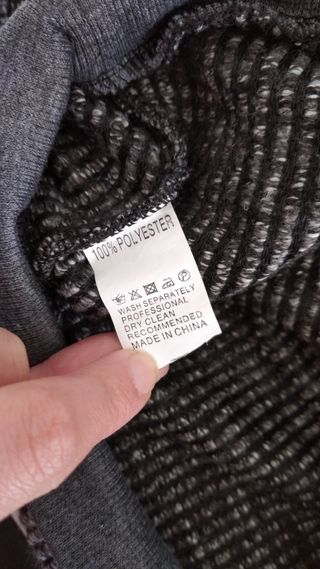 100% POLYESTER
WASH SEPARATELY
PROFESSIONAL
DRY CLEAN
RECOMMENDED
MADE IN CHINA